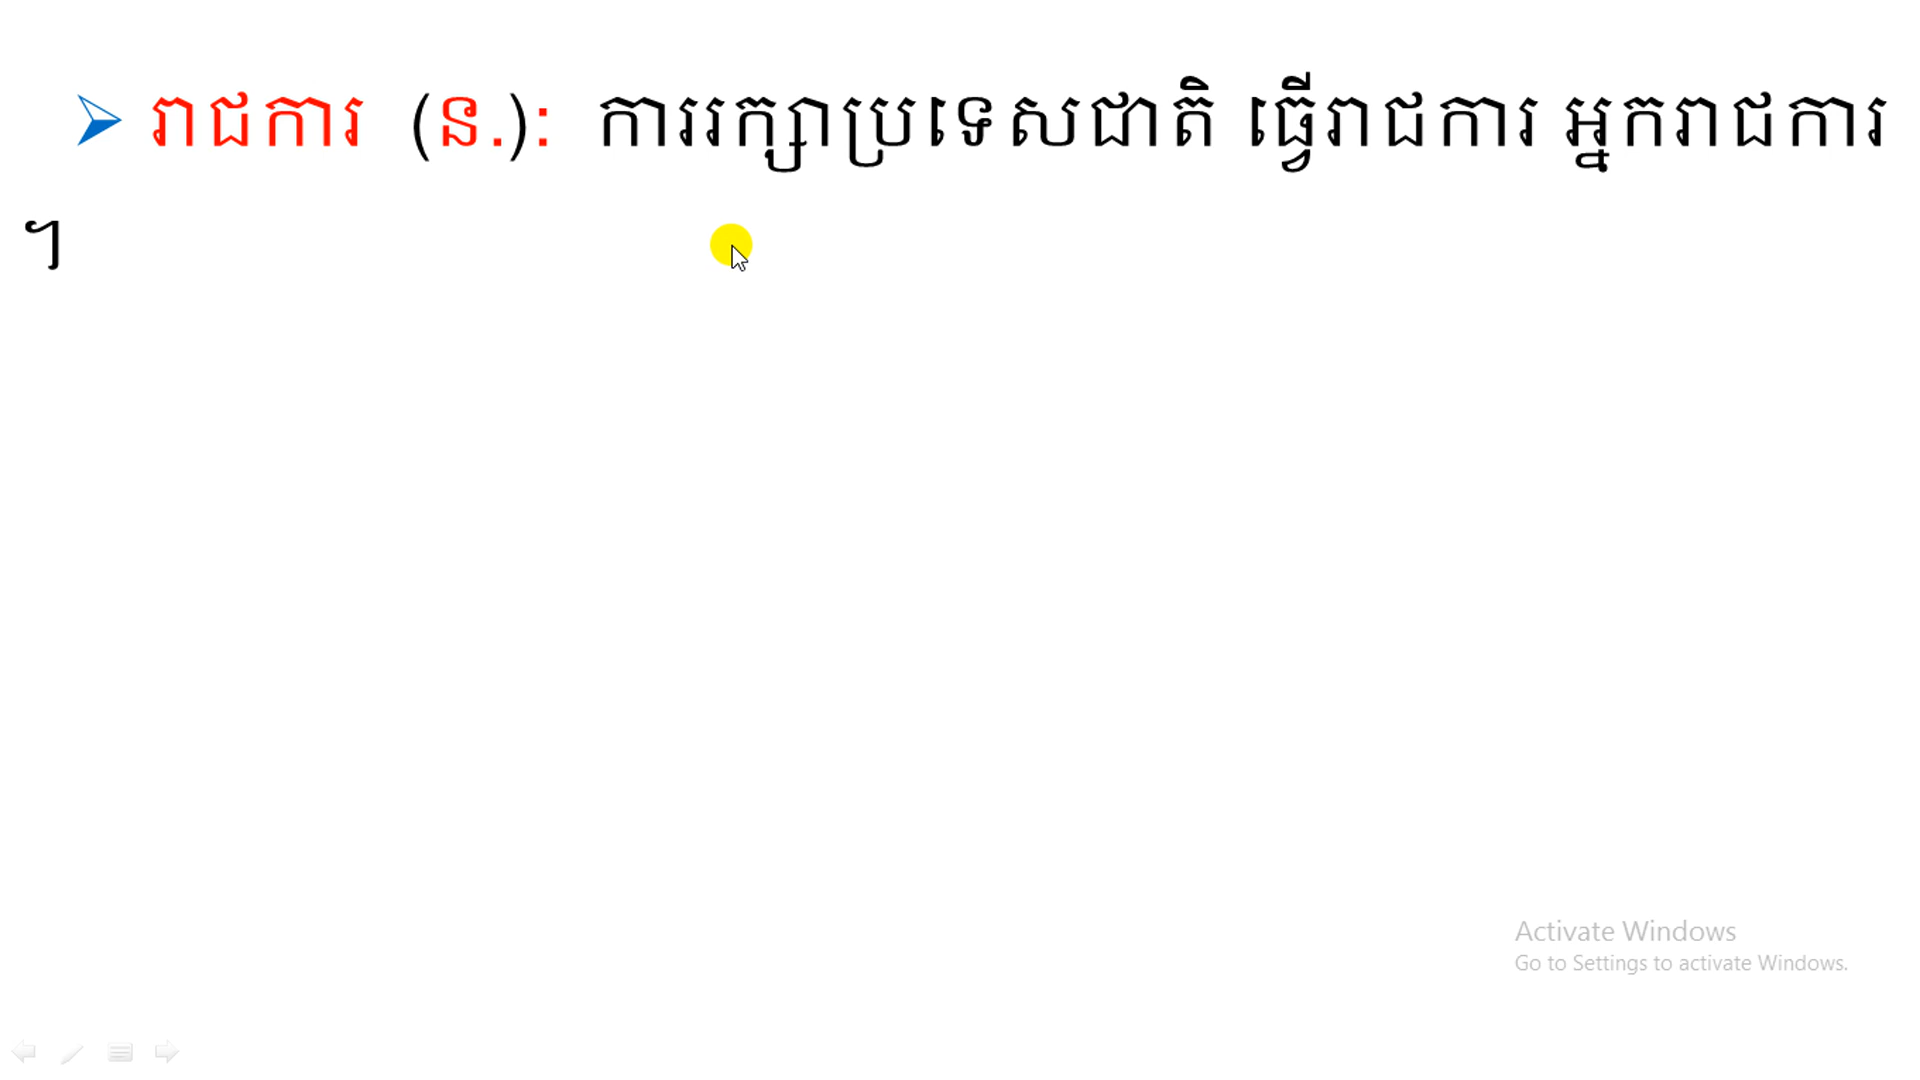 ➢ រាជការ (ន.): ការរក្សាប្រទេសជាតិ ធ្វើរាជការ អ្នករាជការ
។
Activate Windows
Go to Settings to activate Windows.